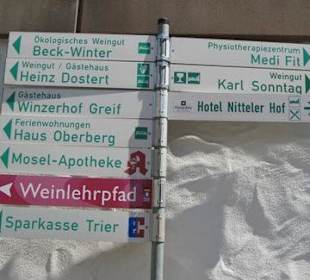 Ökologisches Weingut
Beck-Winter
Weingut / Gästehaus
Heinz Dostert
Gästehaus
Winzerhof Greif
Ferienwohnungen
Haus Oberberg
Mosel-Apotheke
Weinlehrpfad
Sparkasse Trier
Physiotherapiezentrum
Medi Fit
Weingut
Karl Sonntag
Hotel Nitteler Hof